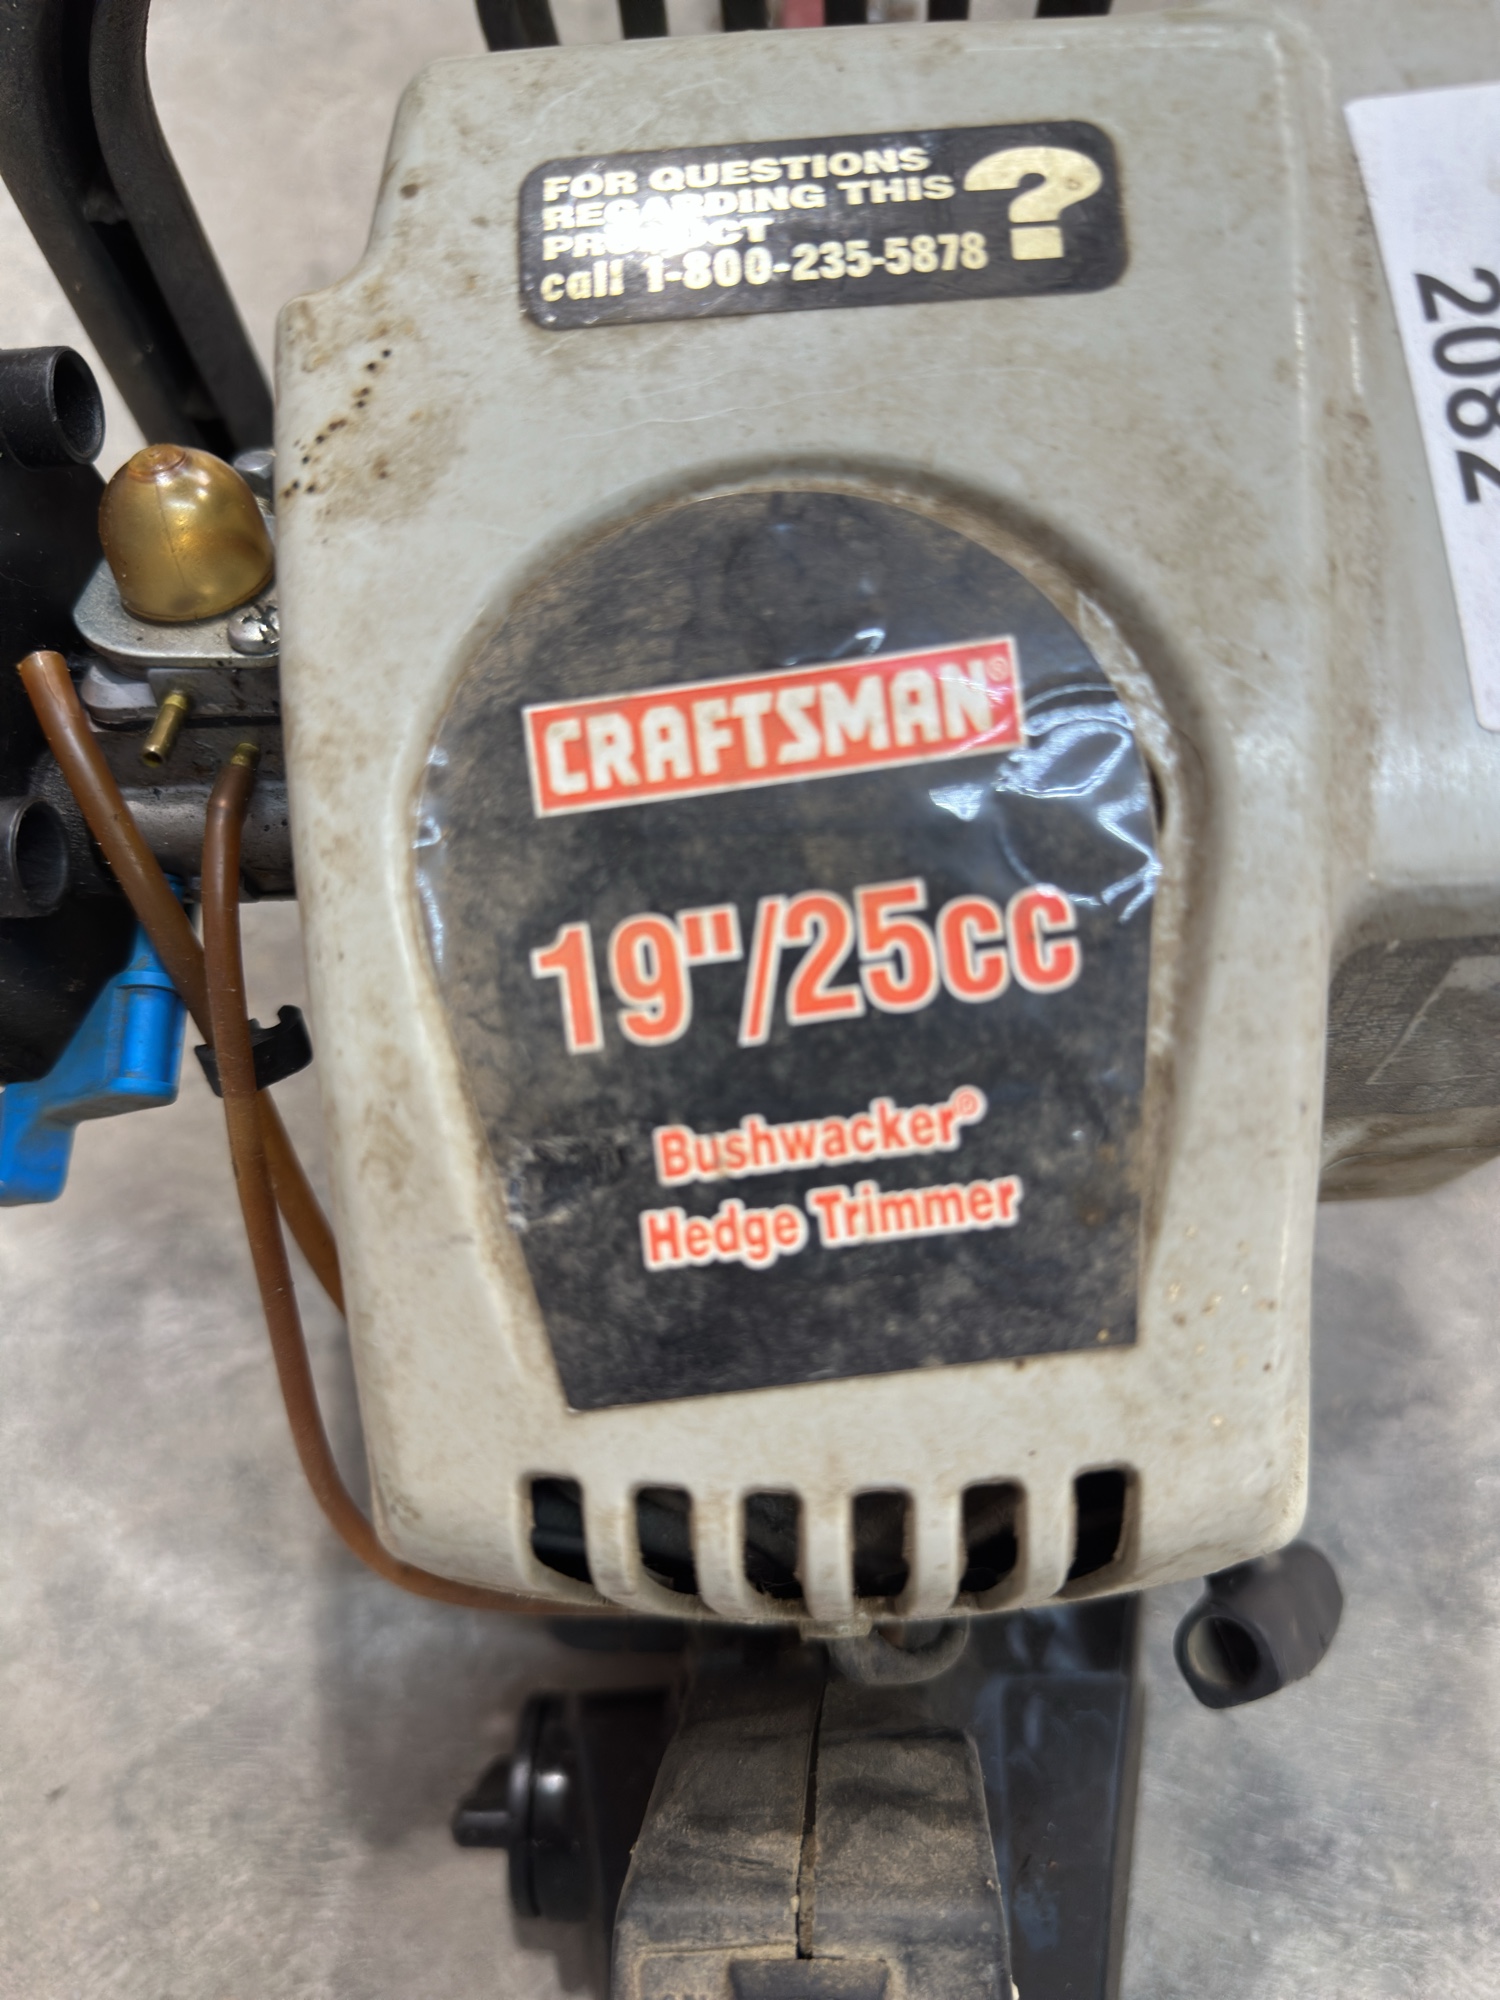 FOR QUESTIONS
REGARDING THIS
PRODUCT
call 1-800-235-5878
?
2082
CRAFTSMAN®
19"/25cc
Bushwacker®
Hedge Trimmer